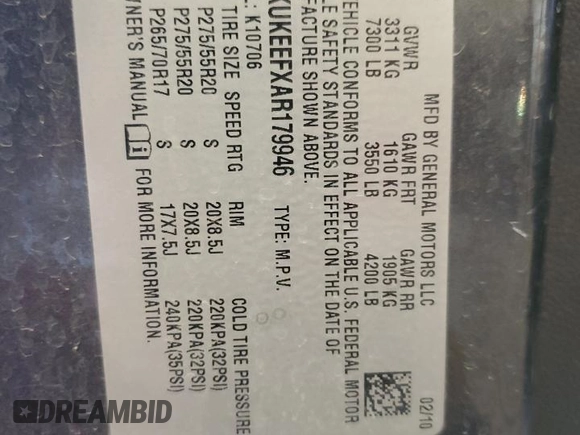 MFD BY GENERAL MOTORS LLC 02/10
GVWR GAWR FRT GAWR RR
3311 KG 1610 KG 1905 KG
7300 LB 3550 LB 4200 LB
VEHICLE CONFORMS TO ALL APPLICABLE U.S. FEDERAL MOTOR
LE SAFETY STANDARDS IN EFFECT ON THE DATE OF
FACTURE SHOWN ABOVE.
KUKEEFXAR179946 TYPE: M.P.V.
L: K10706
TIRE SIZE SPEED RTG RIM COLD TIRE PRESSURE
P275/55R20 S 20X8.5J 220KPA(32PSI)
P275/55R20 S 20X8.5J 220KPA(32PSI)
P265/70R17 S 17X7.5J 240KPA(35PSI)
WNER'S MANUAL FOR MORE INFORMATION.
DREAMBID